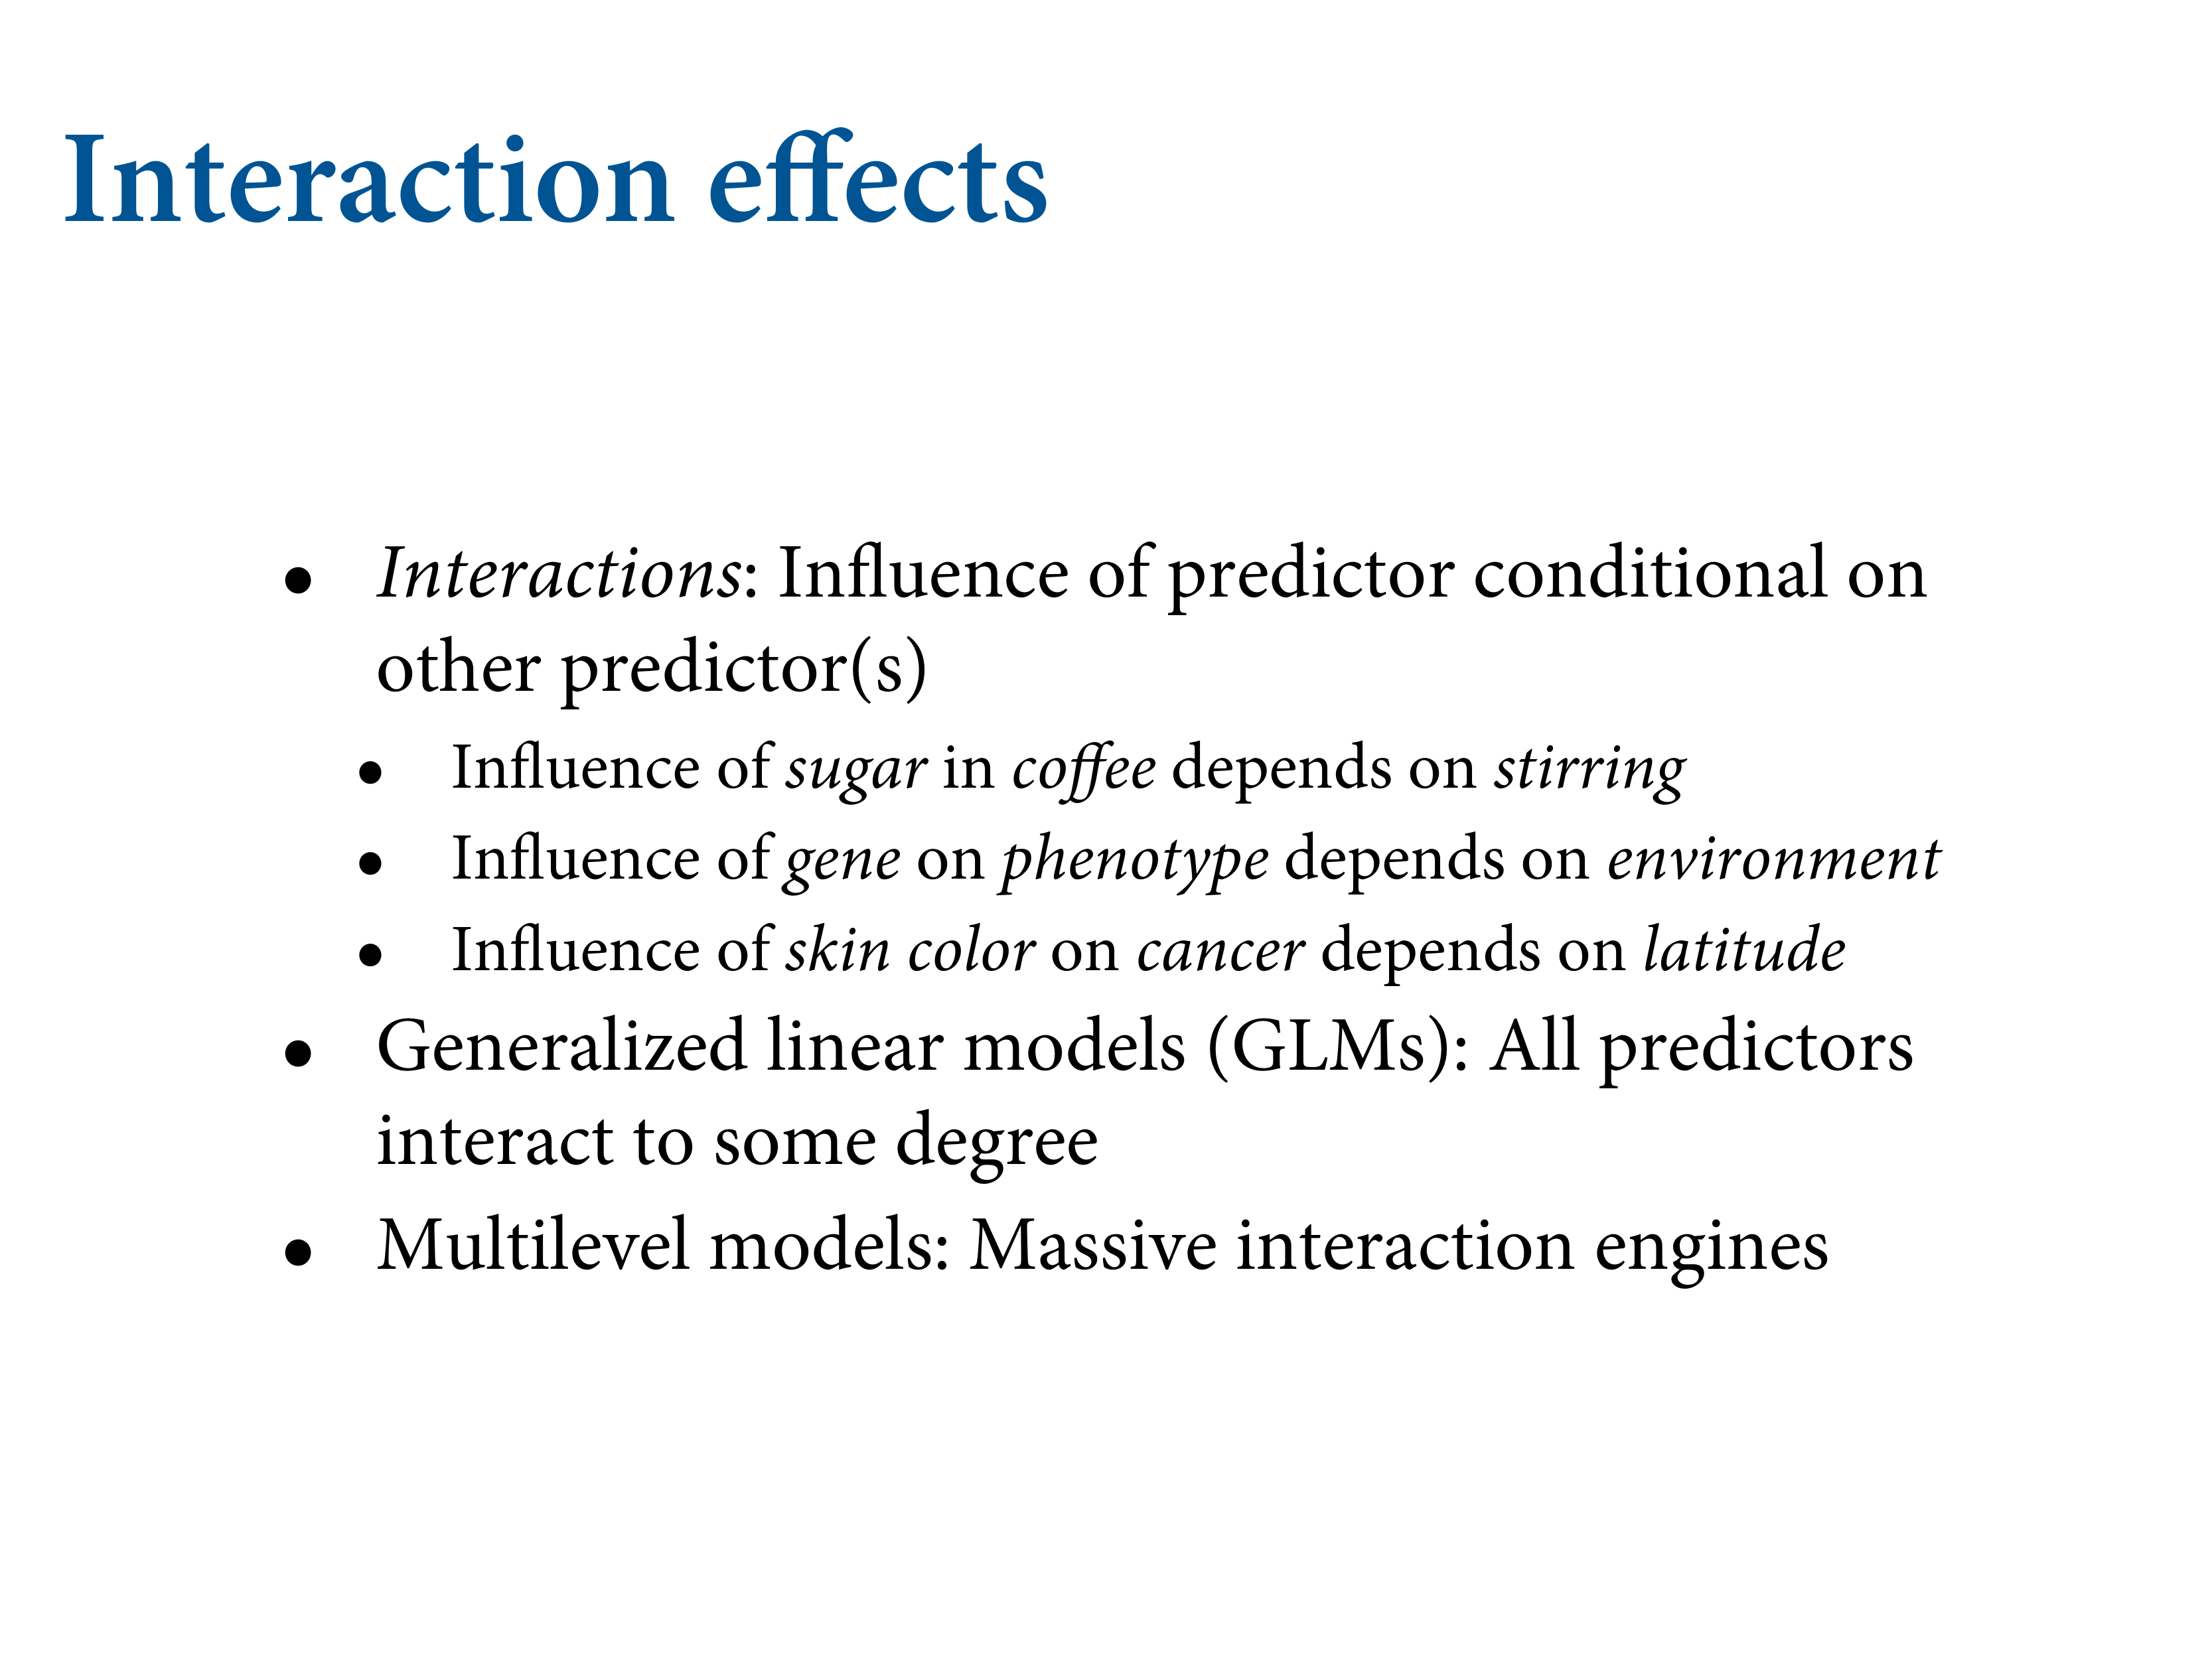 Interaction effects
• Interactions: Influence of predictor conditional on
other predictor(s)
• Influence of sugar in coffee depends on stirring
• Influence of gene on phenotype depends on environment
• Influence of skin color on cancer depends on latitude
• Generalized linear models (GLMs): All predictors
interact to some degree
• Multilevel models: Massive interaction engines